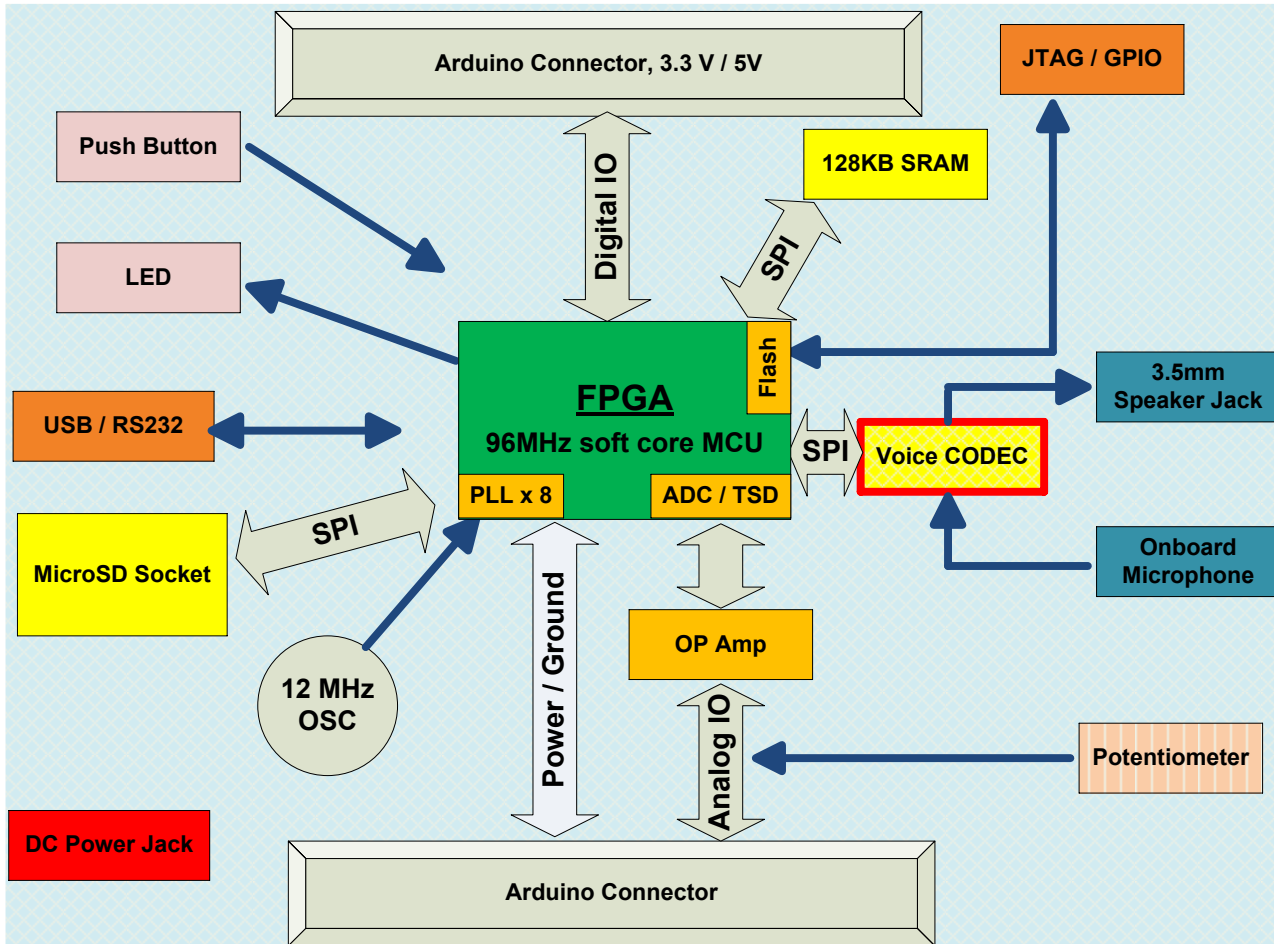 Arduino Connector, 3.3 V / 5V
JTAG / GPIO
Push Button
128KB SRAM
Digital IO
SPI
LED
Flash
FPGA
96MHz soft core MCU
3.5mm
Speaker Jack
USB / RS232
SPI
Voice CODEC
PLL x 8
ADC / TSD
SPI
MicroSD Socket
Onboard
Microphone
OP Amp
12 MHz
OSC
Power / Ground
Analog IO
Potentiometer
DC Power Jack
Arduino Connector